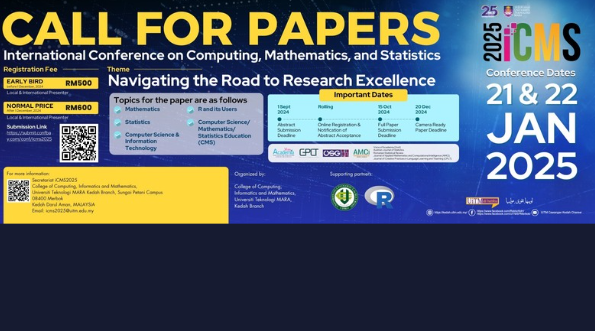 CALL FOR PAPERS
International Conference on Computing, Mathematics, and Statistics
Registration Fee
EARLY BIRD
RM500
Local & International Presenter
NORMAL PRICE
RM600
Local & International Presenter
Submission Link
Theme
Navigating the Road to Research Excellence
Topics for the paper are as follows
Mathematics
Statistics
Computer Science &
Information
Technology
R and its Users
Computer Science/
Mathematics/
Statistics Education
(CMS)
Important Dates
1 Sept
2024
Abstract
Submission
Deadline
Rolling
Online Registration &
Notification of
Abstract Acceptance
15 Oct
2024
Full Paper
Submission
Deadline
20 Dec
2024
Camera Ready
Paper Deadline
2025
iCMS
Conference Dates
21 & 22
JAN
2025
For more information:
Secretariat iCMS2025
College of Computing, Informatics and Mathematics,
Universiti Teknologi MARA Kedah Branch, Sungai Petani Campus
08400 Merbok
Kedah Darul Aman, MALAYSIA
Email: icms2025@uitm.edu.my
Organized by:
College of Computing,
Informatics and Mathematics,
Universiti Teknologi MARA,
Kedah Branch
Supporting partners:
R